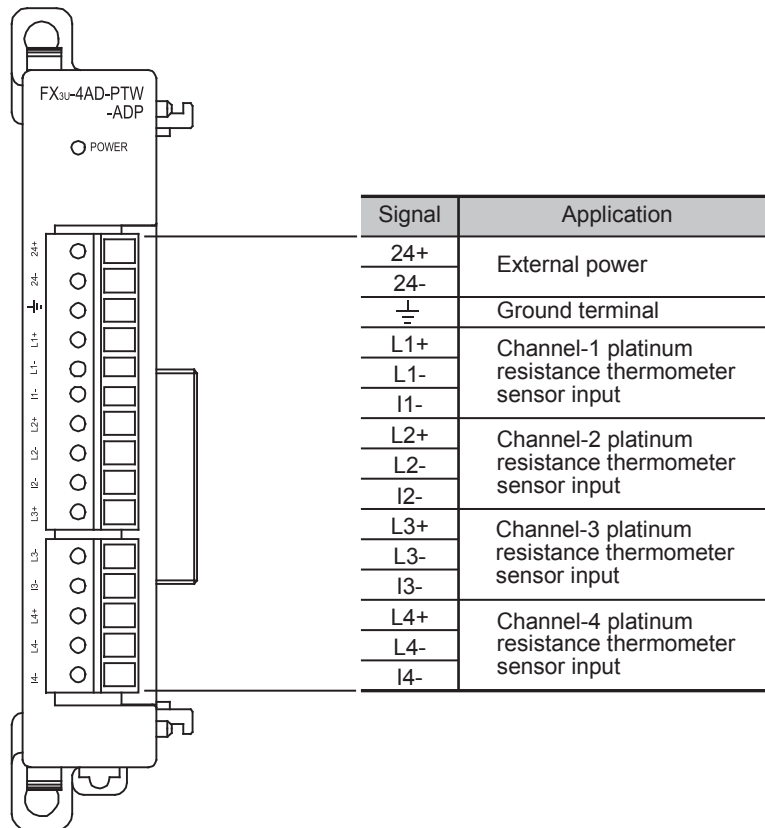 FX3U-4AD-PTW
-ADP
POWER
24+
24-
⏚
L1+
L1-
I1-
L2+
L2-
I2-
L3+
L3-
I3-
L4+
L4-
I4-
Signal Application
24+
External power
24-
⏚ Ground terminal
L1+
L1-
I1-
Channel-1 platinum
resistance thermometer
sensor input
L2+
L2-
I2-
Channel-2 platinum
resistance thermometer
sensor input
L3+
L3-
I3-
Channel-3 platinum
resistance thermometer
sensor input
L4+
L4-
I4-
Channel-4 platinum
resistance thermometer
sensor input